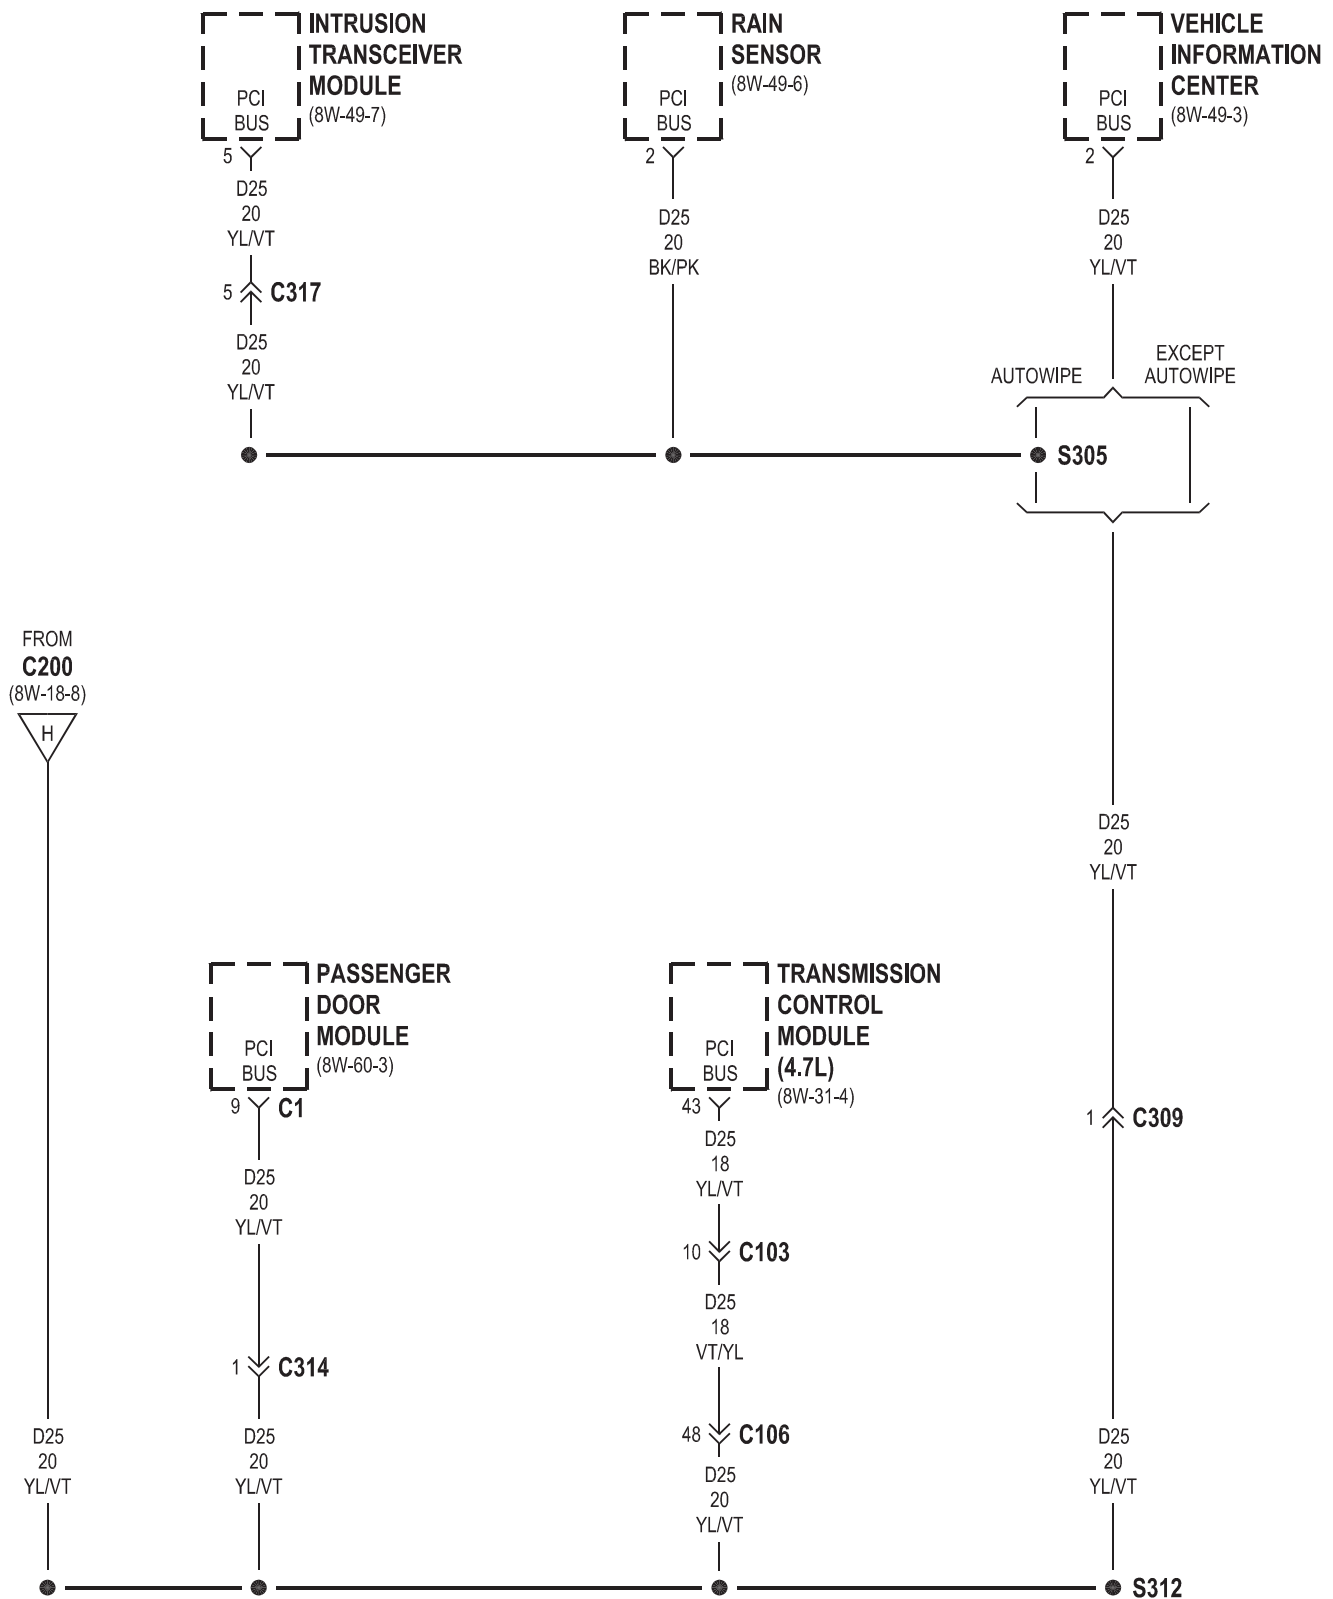 INTRUSION
TRANSCEIVER
MODULE
(8W-49-7)
PCI
BUS
5
D25
20
YL/VT
5
C317
D25
20
YL/VT
RAIN
SENSOR
(8W-49-6)
PCI
BUS
2
D25
20
BK/PK
VEHICLE
INFORMATION
CENTER
(8W-49-3)
PCI
BUS
2
D25
20
YL/VT
AUTOWIPE
EXCEPT
AUTOWIPE
S305
FROM
C200
(8W-18-8)
H
D25
20
YL/VT
D25
20
YL/VT
PASSENGER
DOOR
MODULE
(8W-60-3)
PCI
BUS
9
C1
D25
20
YL/VT
1
C314
D25
20
YL/VT
TRANSMISSION
CONTROL
MODULE
(4.7L)
(8W-31-4)
PCI
BUS
43
D25
18
YL/VT
10
C103
D25
18
VT/YL
48
C106
D25
20
YL/VT
1
C309
D25
20
YL/VT
S312